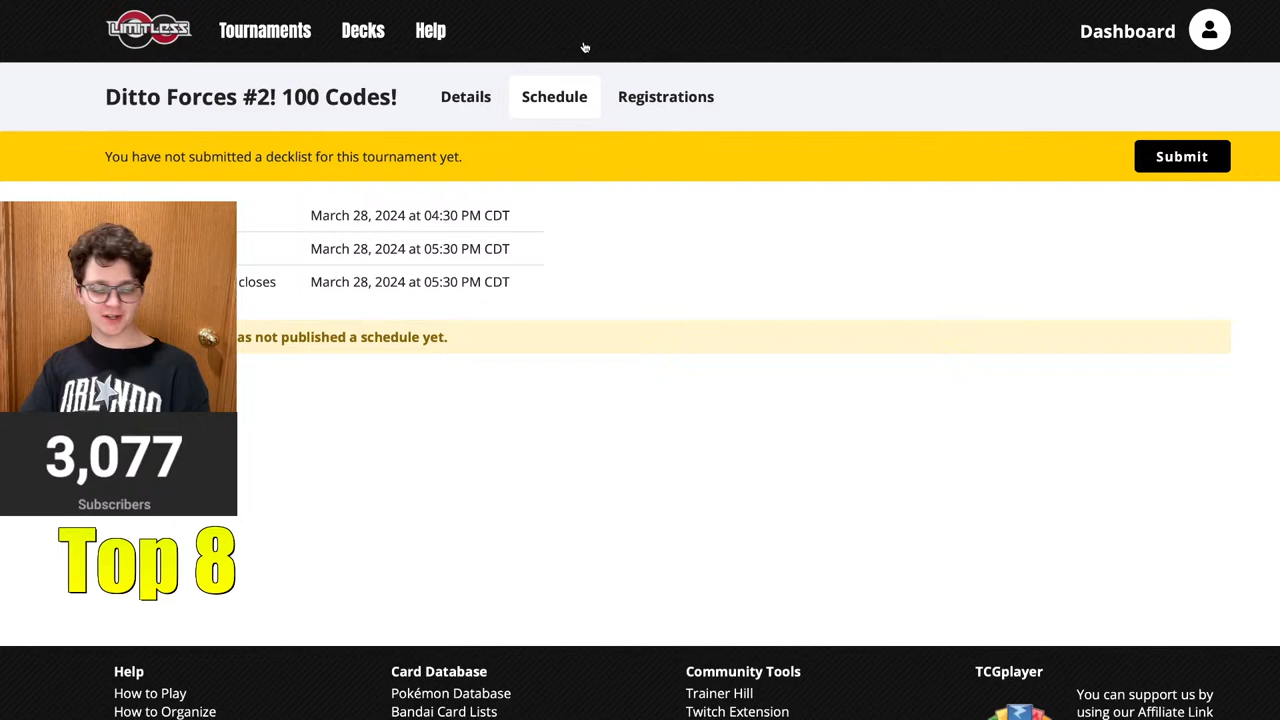 LIMITLESS
Tournaments
Decks
Help
Dashboard
Ditto Forces #2! 100 Codes!
Details
Schedule
Registrations
You have not submitted a decklist for this tournament yet.
Submit
March 28, 2024 at 04:30 PM CDT
March 28, 2024 at 05:30 PM CDT
closes
March 28, 2024 at 05:30 PM CDT
as not published a schedule yet.
ORLANDO
3,077
Subscribers
Top 8
Help
How to Play
How to Organize
Card Database
Pokémon Database
Bandai Card Lists
Community Tools
Trainer Hill
Twitch Extension
TCGplayer
You can support us by
using our Affiliate Link